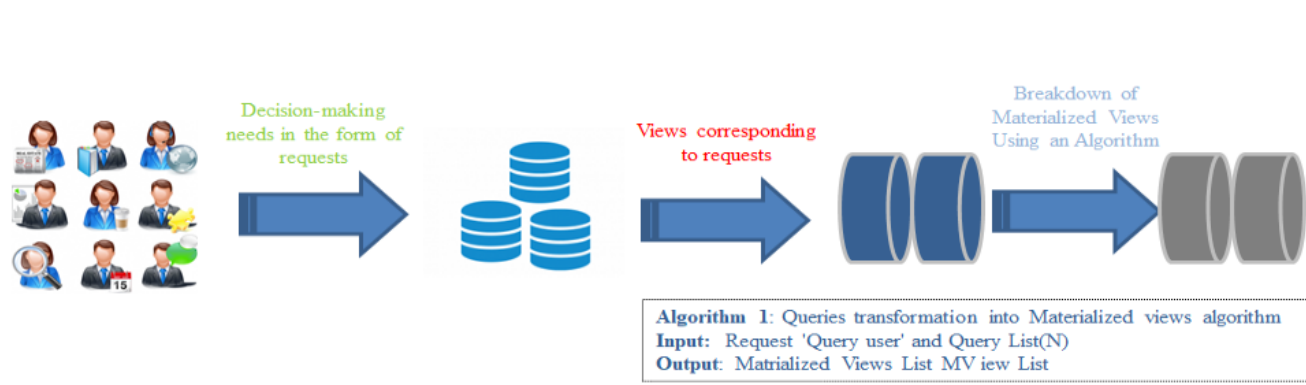 Decision-making
needs in the form of
requests
Views corresponding
to requests
Breakdown of
Materialized Views
Using an Algorithm
15
Algorithm 1: Queries transformation into Materialized views algorithm
Input: Request 'Query user' and Query List(N)
Output: Matrialized Views List MV iew List